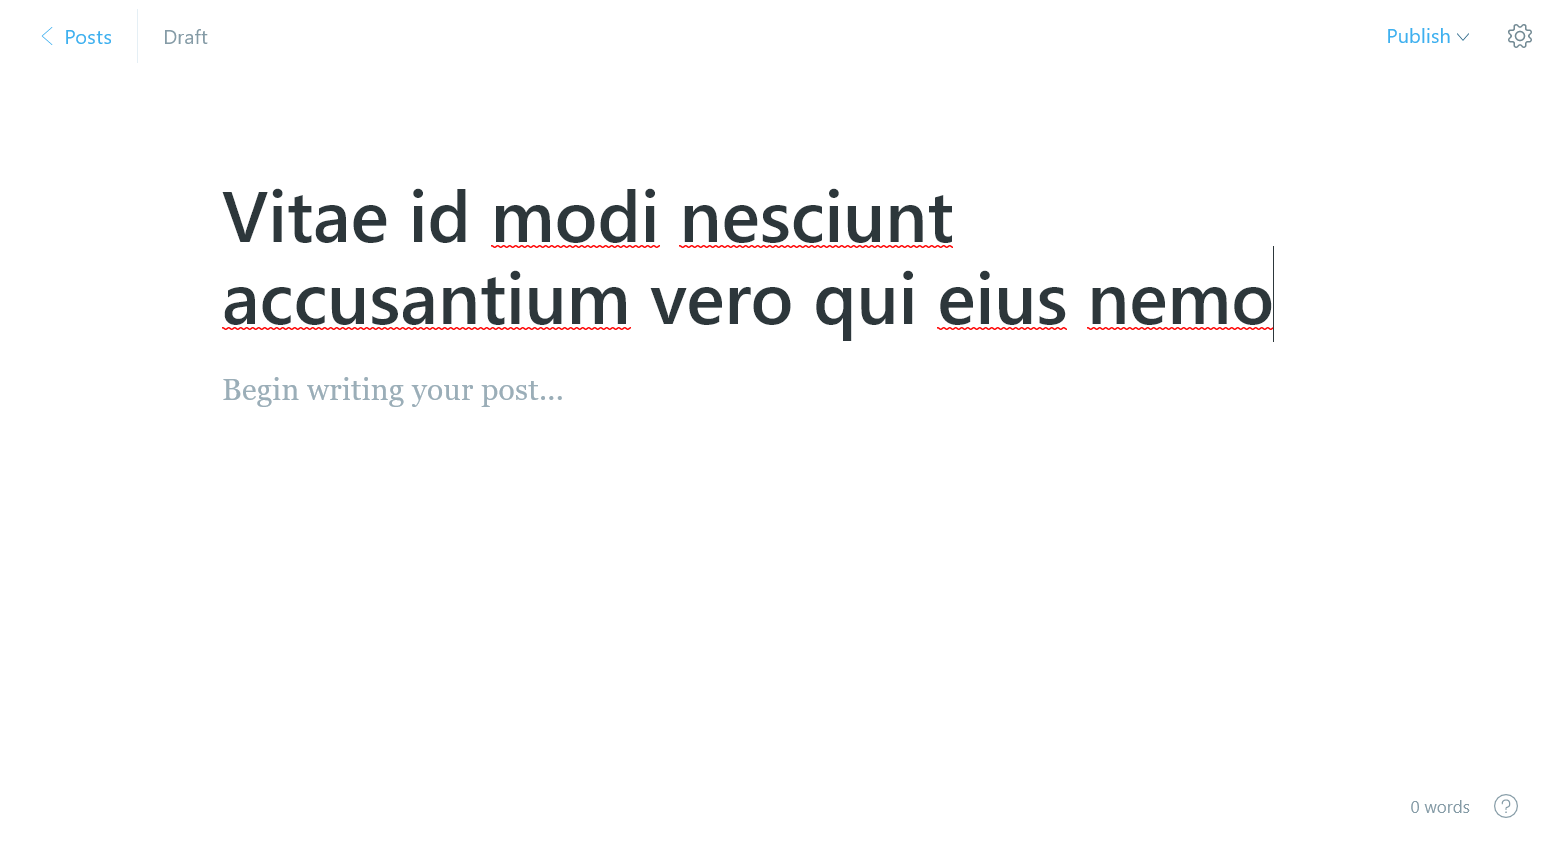 Posts
Draft
Publish
Vitae id modi nesciunt
accusantium vero qui eius nemo
Begin writing your post...
0 words
?